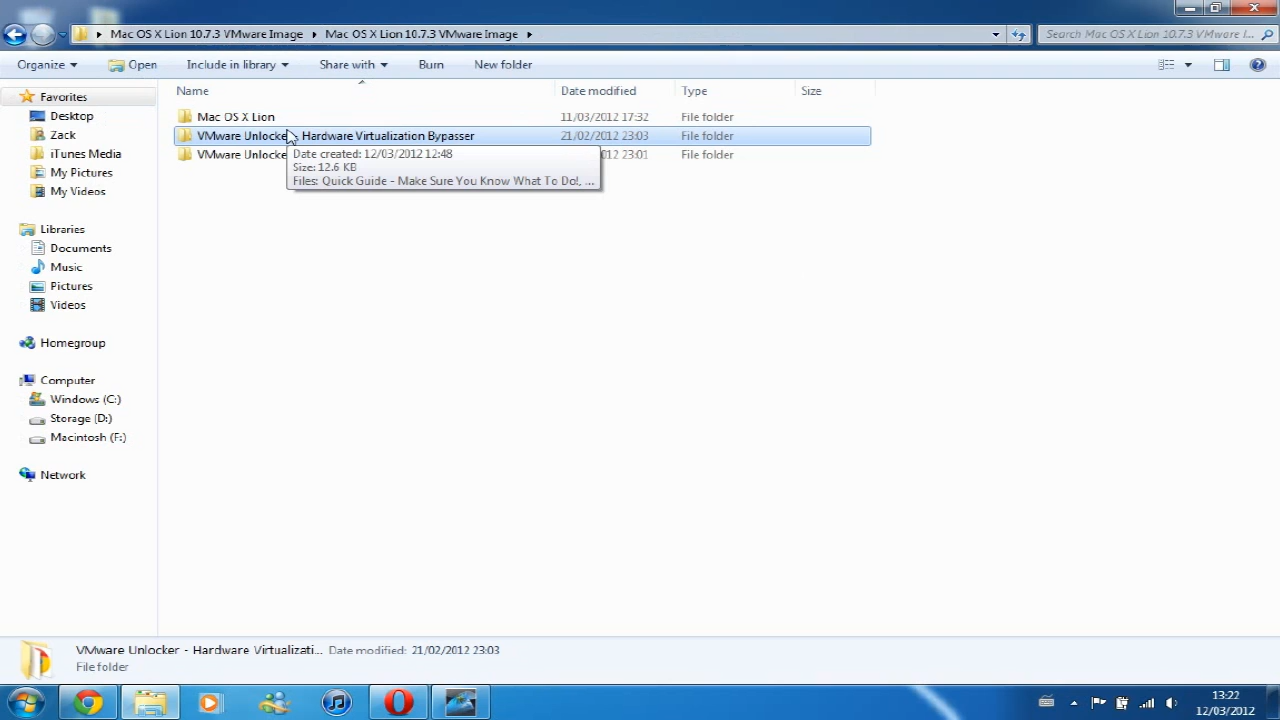 Mac OS X Lion 10.7.3 VMware Image Mac OS X Lion 10.7.3 VMware Image Search Mac OS X Lion 10.7.3 VMware I...
Organize Open Include in library Share with Burn New folder
Name Date modified Type Size
Favorites
Desktop
Zack
iTunes Media
My Pictures
My Videos
Libraries
Documents
Music
Pictures
Videos
Homegroup
Computer
Windows (C:)
Storage (D:)
Macintosh (F:)
Network
Mac OS X Lion 11/03/2012 17:32 File folder
VMware Unlocker - Hardware Virtualization Bypasser 21/02/2012 23:03 File folder
VMware Unlocke 23:01 File folder
Date created: 12/03/2012 12:48
Size: 12.6 KB
Files: Quick Guide - Make Sure You Know What To Do!, ...
VMware Unlocker - Hardware Virtualizati... Date modified: 21/02/2012 23:03
File folder
13:22
12/03/2012